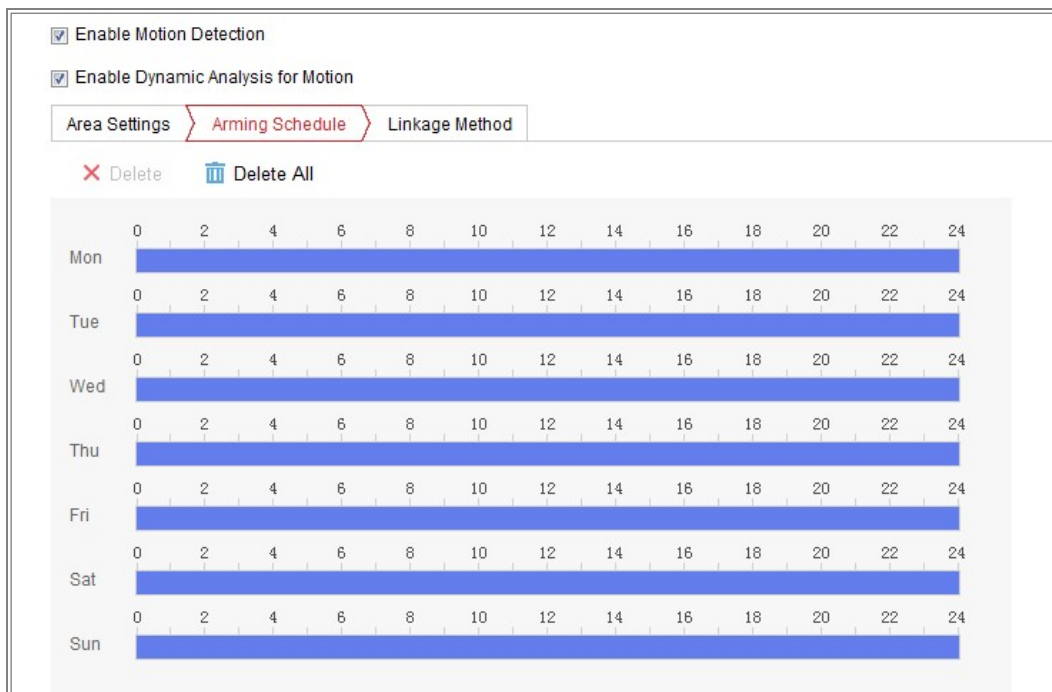 Enable Motion Detection
Enable Dynamic Analysis for Motion
Area Settings Arming Schedule Linkage Method
Delete Delete All
0 2 4 6 8 10 12 14 16 18 20 22 24
Mon
0 2 4 6 8 10 12 14 16 18 20 22 24
Tue
0 2 4 6 8 10 12 14 16 18 20 22 24
Wed
0 2 4 6 8 10 12 14 16 18 20 22 24
Thu
0 2 4 6 8 10 12 14 16 18 20 22 24
Fri
0 2 4 6 8 10 12 14 16 18 20 22 24
Sat
0 2 4 6 8 10 12 14 16 18 20 22 24
Sun